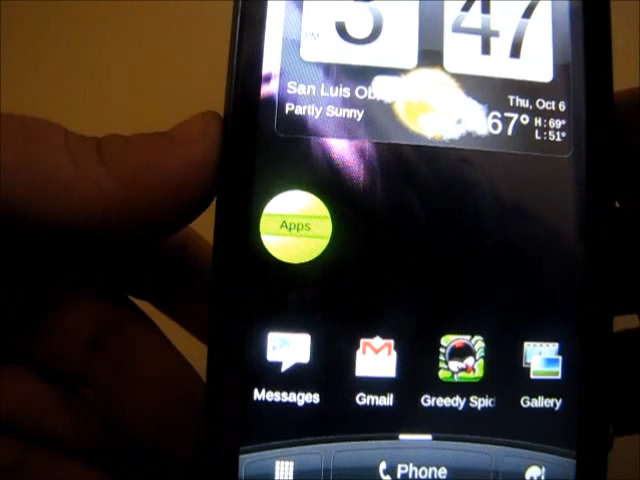 3 47
PM
San Luis Ob
Partly Sunny
Thu, Oct 6
67°
H:69°
L:51°
Apps
Messages
Gmail
Greedy Spid
Gallery
Phone